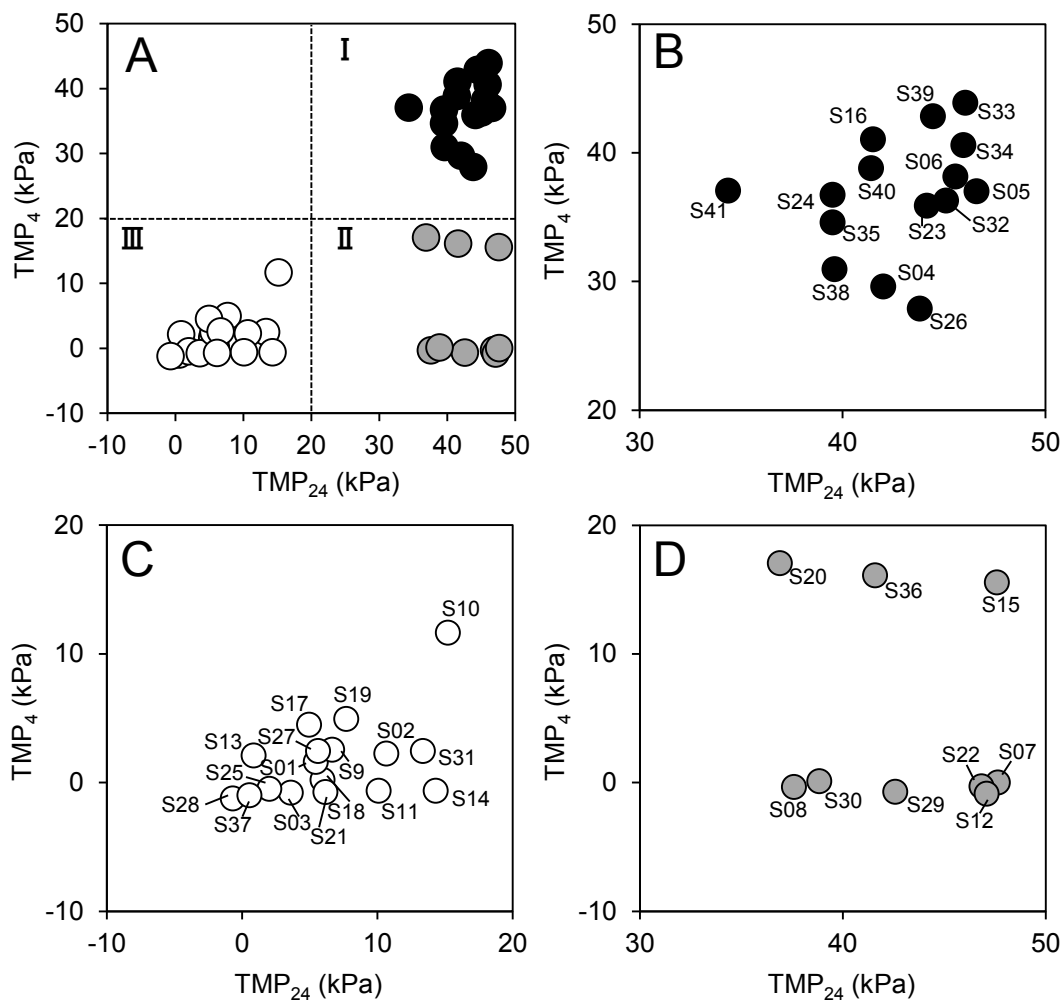 A
I
II
III
50
40
30
20
10
0
-10
-10 0 10 20 30 40 50
TMP4 (kPa)
TMP24 (kPa)
B
50
40
30
20
30 40 50
TMP4 (kPa)
TMP24 (kPa)
S39
S33
S16
S34
S06
S40
S05
S41
S24
S32
S23
S35
S38
S04
S26
C
20
10
0
-10
-10 0 10 20
TMP4 (kPa)
TMP24 (kPa)
S10
S19
S17
S02
S27
S13
S31
S01
S9
S25
S28
S14
S11
S18
S03
S37
S21
D
20
10
0
-10
30 40 50
TMP4 (kPa)
TMP24 (kPa)
S20
S36
S15
S22
S07
S08
S30
S29
S12